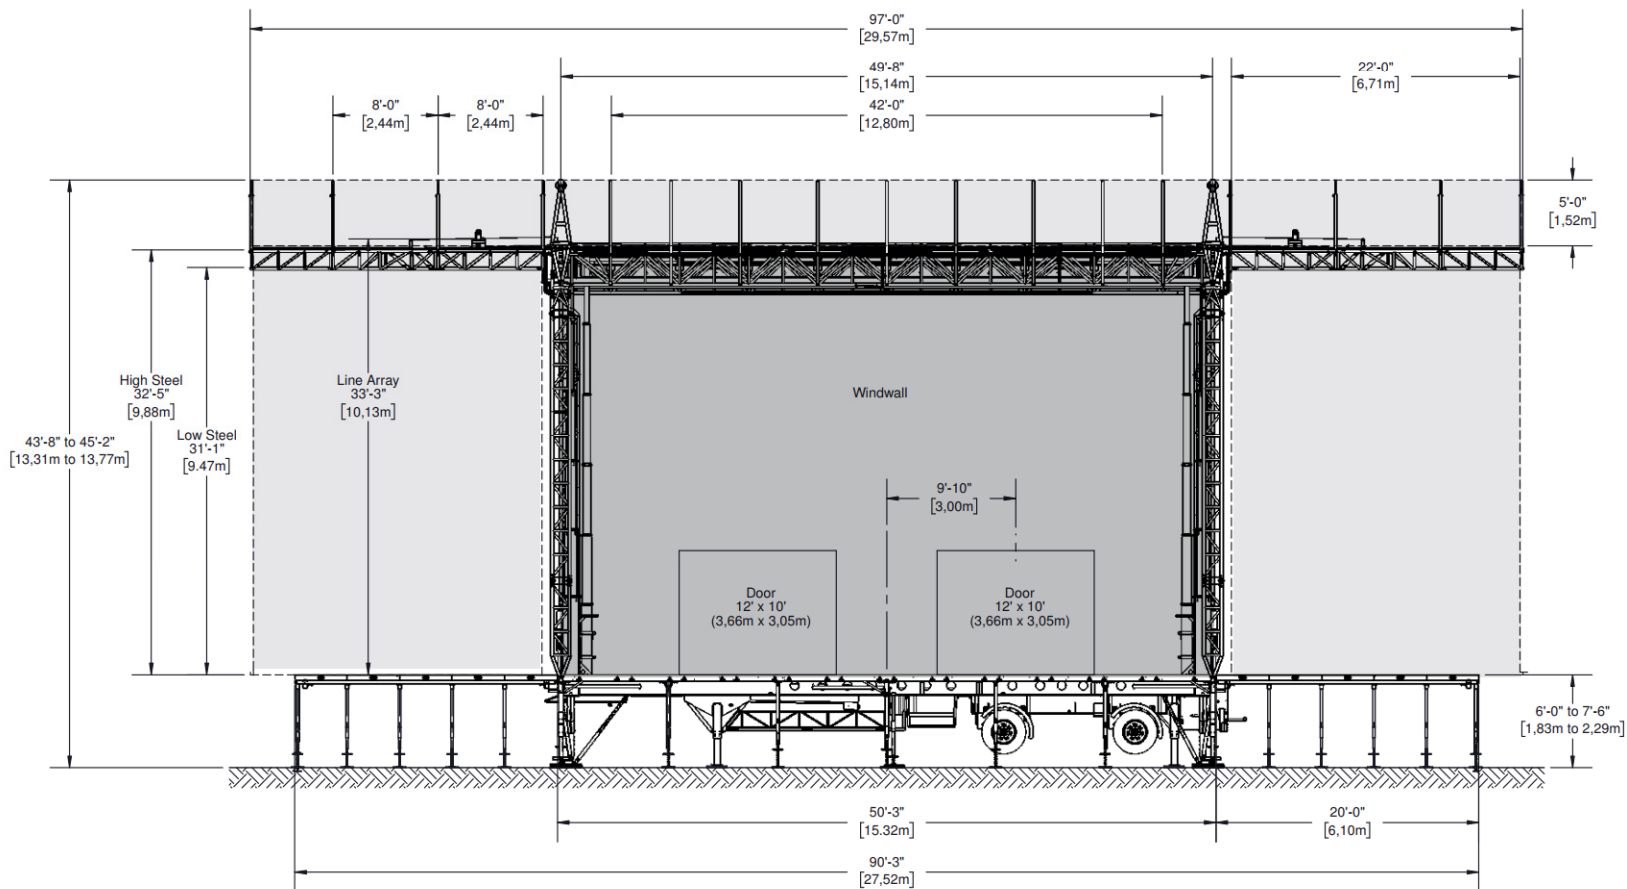 97'-0"
[29,57m]
49'-8"
[15,14m]
22'-0"
[6,71m]
8'-0"
[2,44m]
8'-0"
[2,44m]
42'-0"
[12,80m]
5'-0"
[1,52m]
High Steel
32'-5"
[9,88m]
Line Array
33'-3"
[10,13m]
Windwall
Low Steel
31'-1"
[9.47m]
43'-8" to 45'-2"
[13,31m to 13,77m]
9'-10"
[3,00m]
Door
12' x 10'
(3,66m x 3,05m)
Door
12' x 10'
(3,66m x 3,05m)
6'-0" to 7'-6"
[1,83m to 2,29m]
50'-3"
[15.32m]
20'-0"
[6,10m]
90'-3"
[27,52m]